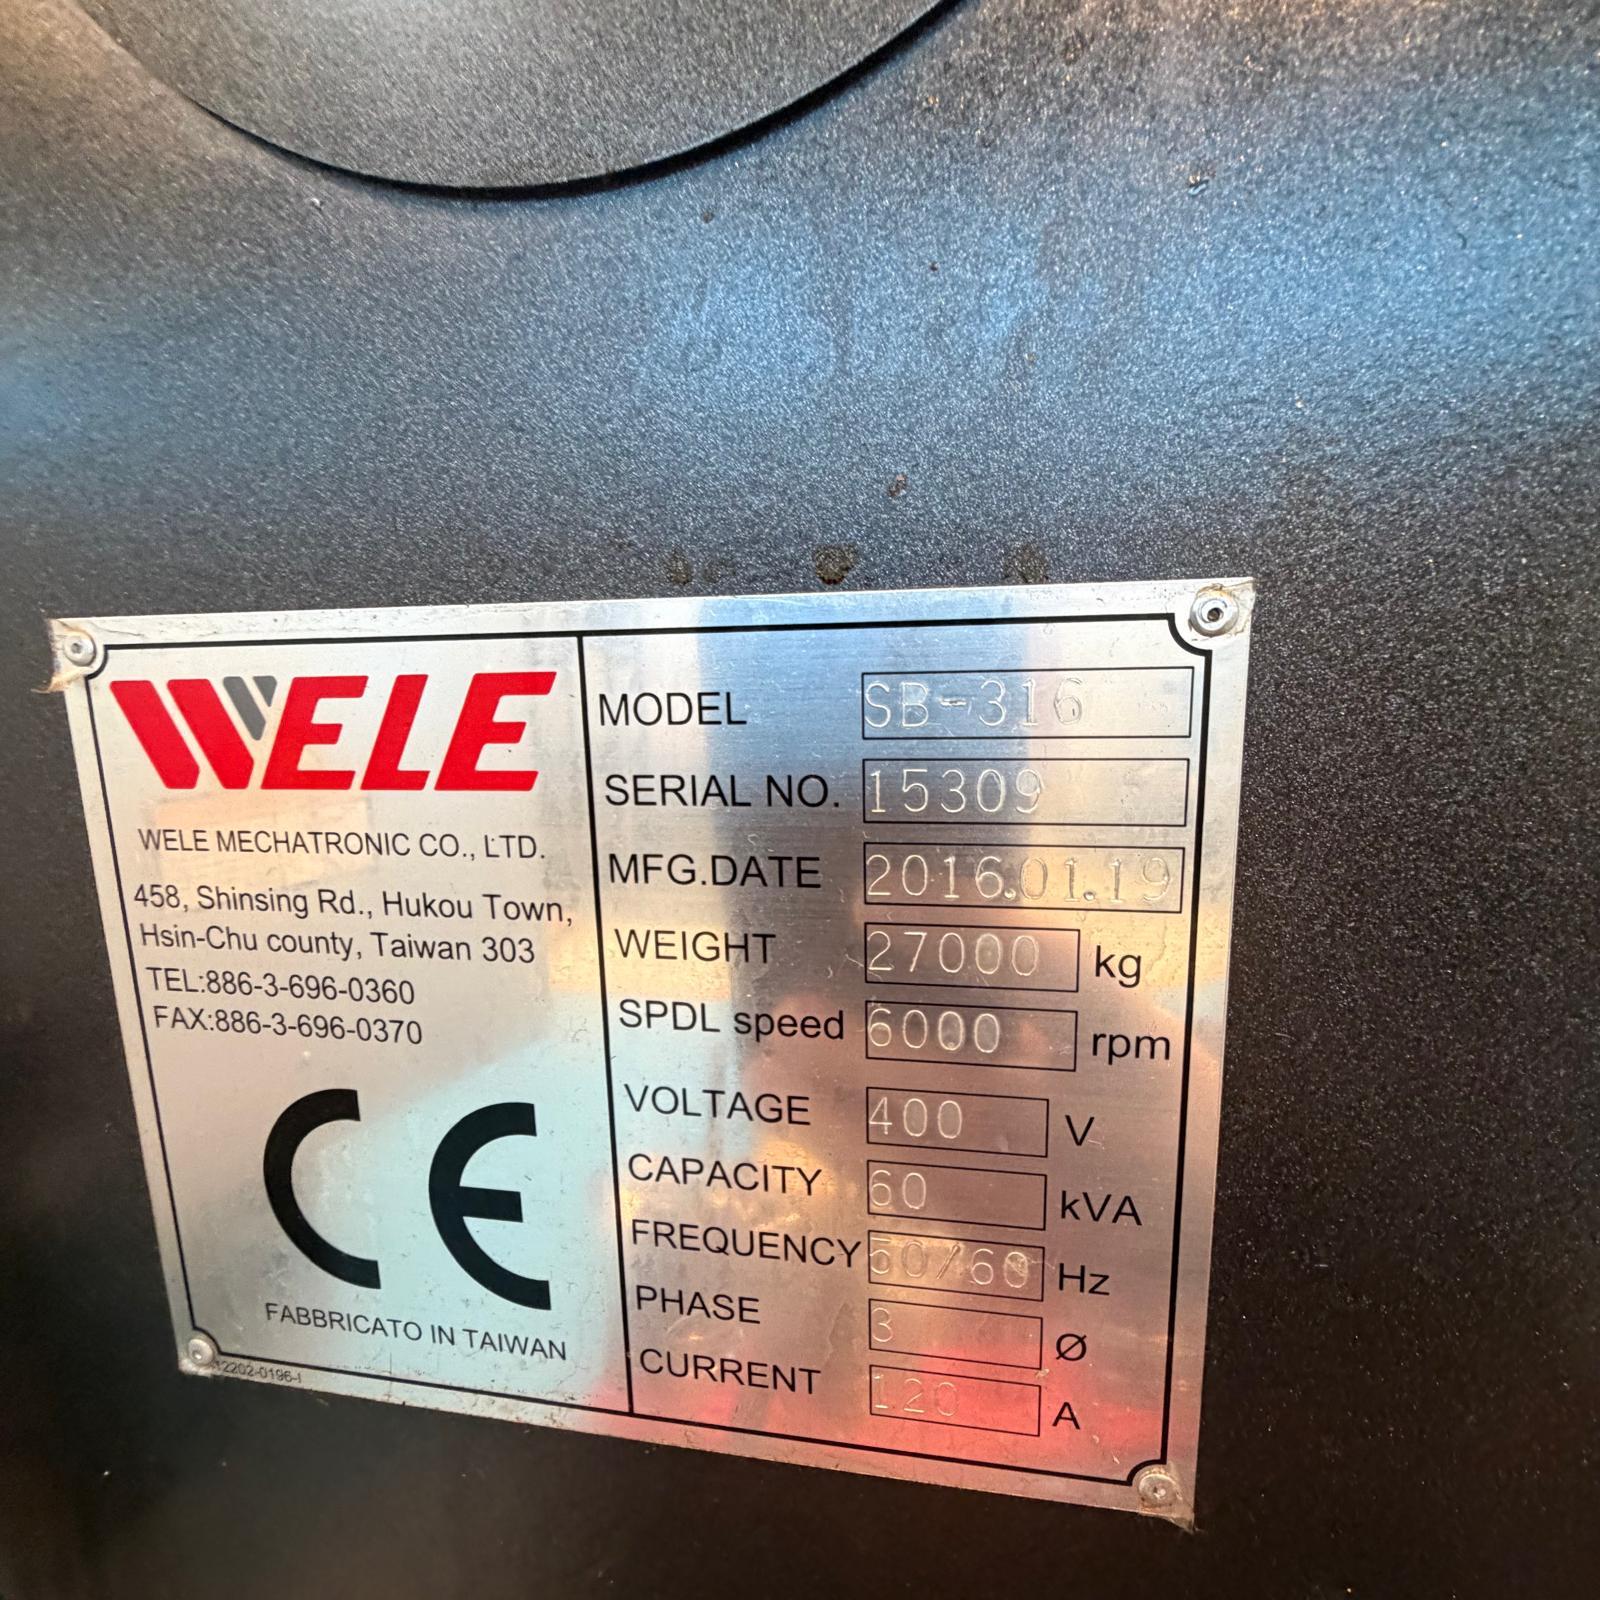 WELE
WELE MECHATRONIC CO., LTD.
458, Shinsing Rd., Hukou Town,
Hsin-Chu county, Taiwan 303
TEL:886-3-696-0360
FAX:886-3-696-0370
CE
FABBRICATO IN TAIWAN
12202-0196-I
MODEL SB-316
SERIAL NO. 15309
MFG.DATE 2016.01.19
WEIGHT 27000 kg
SPDL speed 6000 rpm
VOLTAGE 400 V
CAPACITY 60 kVA
FREQUENCY 50/60 Hz
PHASE 3 Ø
CURRENT 120 A